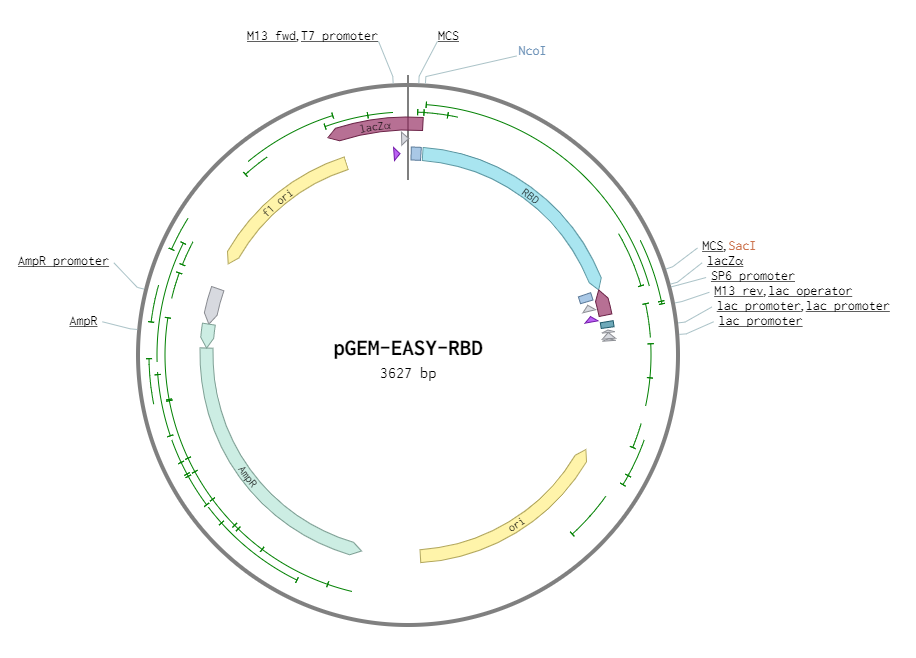 M13 fwd, T7 promoter
MCS
NcoI
lacZα
RBD
f1 ori
MCS, SacI
lacZα
SP6 promoter
M13 rev, lac operator
lac promoter, lac promoter
lac promoter
AmpR promoter
AmpR
pGEM-EASY-RBD
3627 bp
AmpR
ori